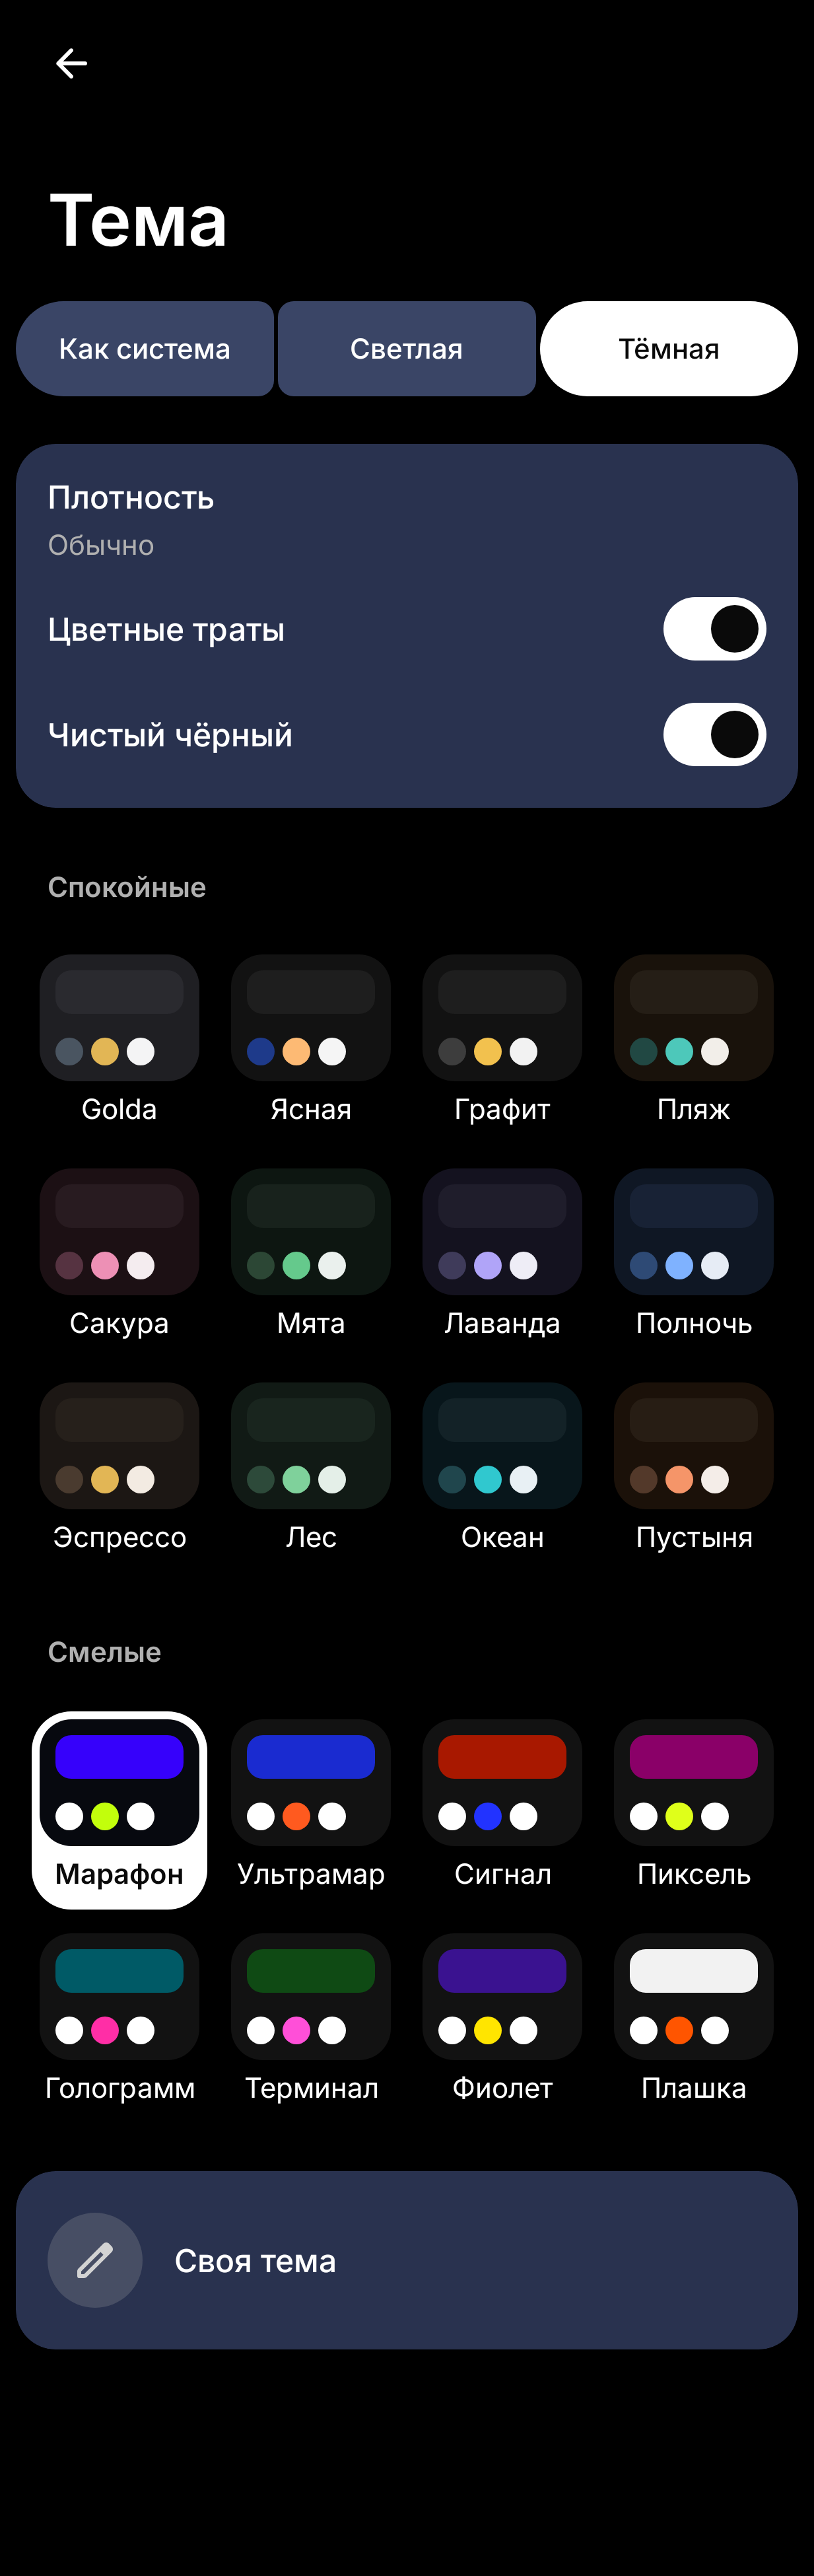 Тема
Как система
Светлая
Тёмная
Плотность
Обычно
Цветные траты
Чистый чёрный
Спокойные
Golda
Ясная
Графит
Пляж
Сакура
Мята
Лаванда
Полночь
Эспрессо
Лес
Океан
Пустыня
Смелые
Марафон
Ультрамар
Сигнал
Пиксель
Голограмм
Терминал
Фиолет
Плашка
Своя тема